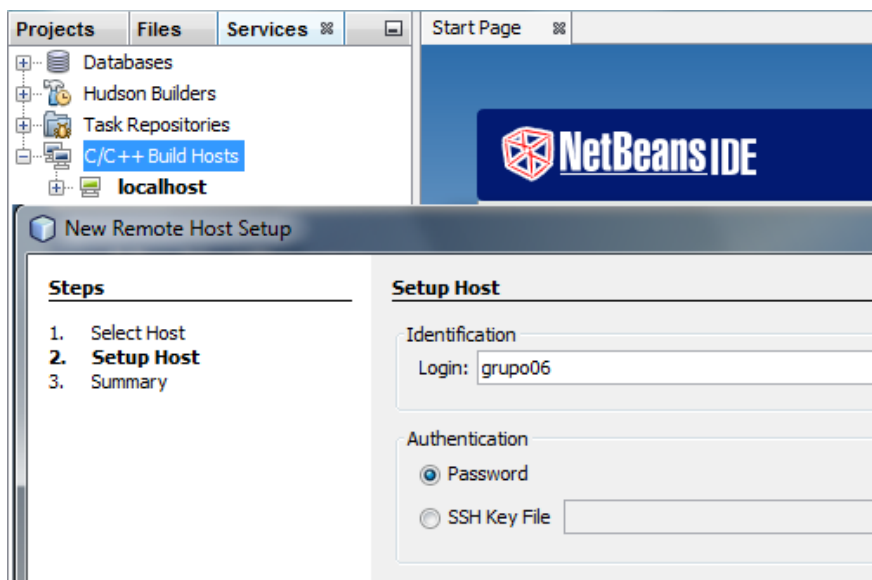 Projects Files Services Start Page
Databases
Hudson Builders
Task Repositories
C/C++ Build Hosts
localhost
NetBeans IDE
New Remote Host Setup
Steps
1. Select Host
2. Setup Host
3. Summary
Setup Host
Identification
Login: grupo06
Authentication
Password
SSH Key File